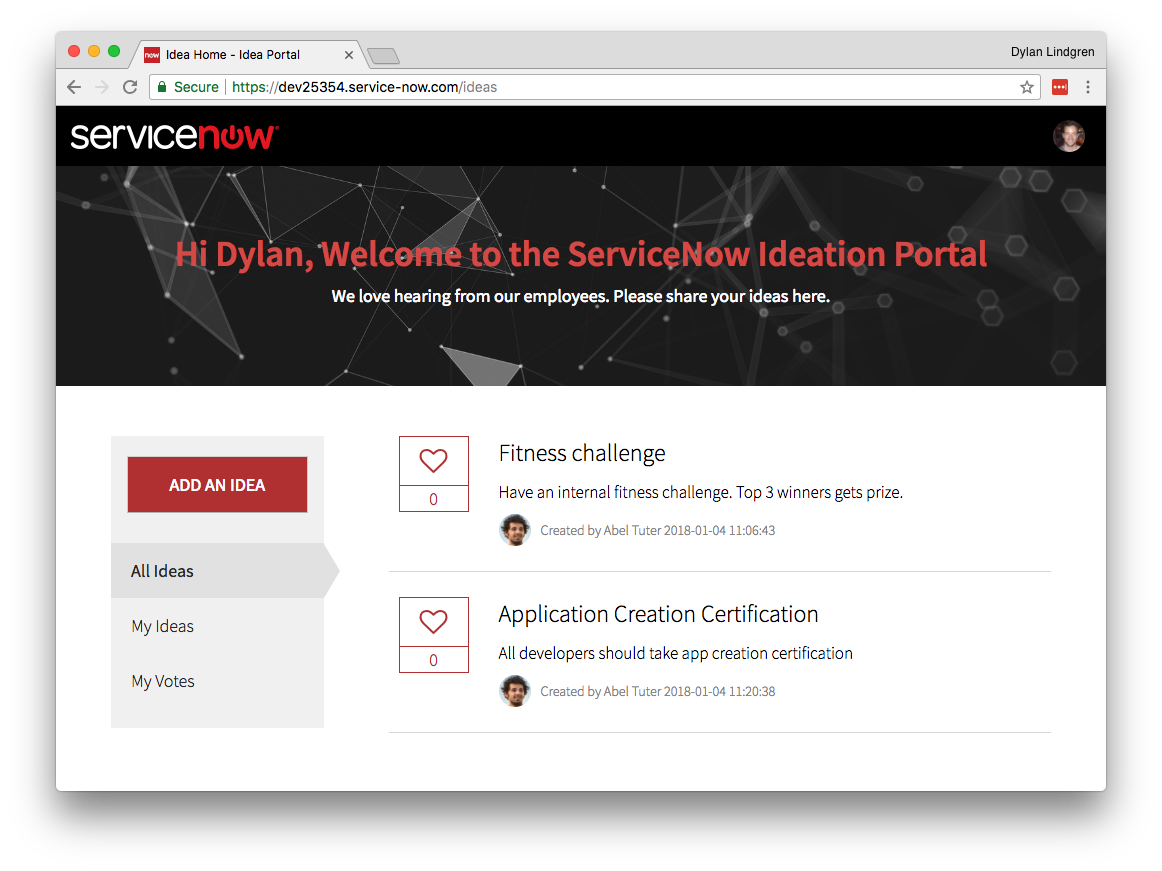 now Idea Home - Idea Portal
Dylan Lindgren
Secure https://dev25354.service-now.com/ideas
servicenow
Hi Dylan, Welcome to the ServiceNow Ideation Portal
We love hearing from our employees. Please share your ideas here.
ADD AN IDEA
All Ideas
My Ideas
My Votes
Fitness challenge
0
Have an internal fitness challenge. Top 3 winners gets prize.
Created by Abel Tuter 2018-01-04 11:06:43
Application Creation Certification
0
All developers should take app creation certification
Created by Abel Tuter 2018-01-04 11:20:38